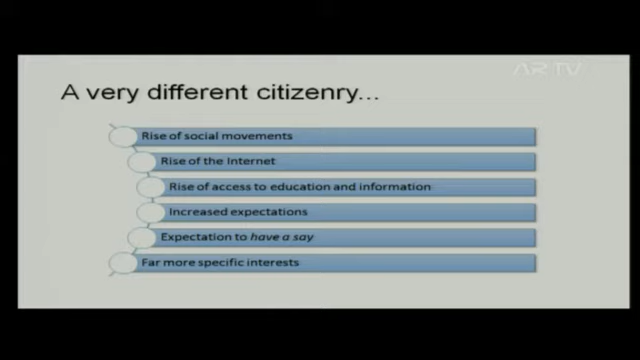 ARTV
A very different citizenry...
Rise of social movements
Rise of the Internet
Rise of access to education and information
Increased expectations
Expectation to have a say
Far more specific interests